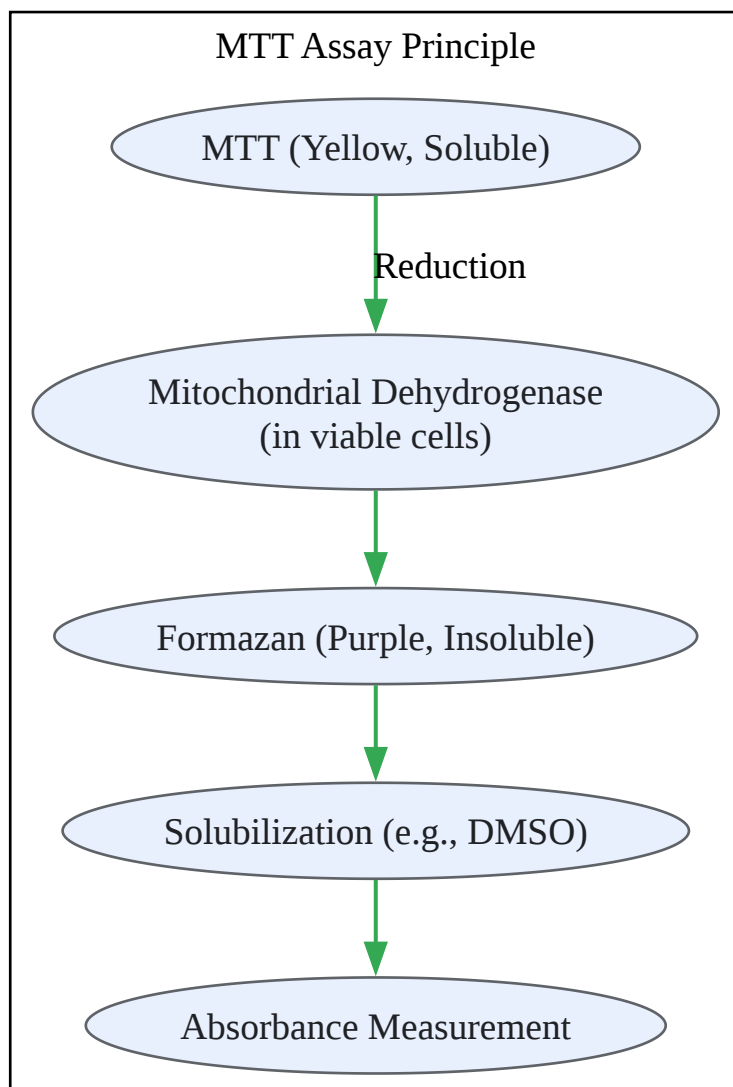 MTT Assay Principle
MTT (Yellow, Soluble)
Reduction
Mitochondrial Dehydrogenase
(in viable cells)
Formazan (Purple, Insoluble)
Solubilization (e.g., DMSO)
Absorbance Measurement